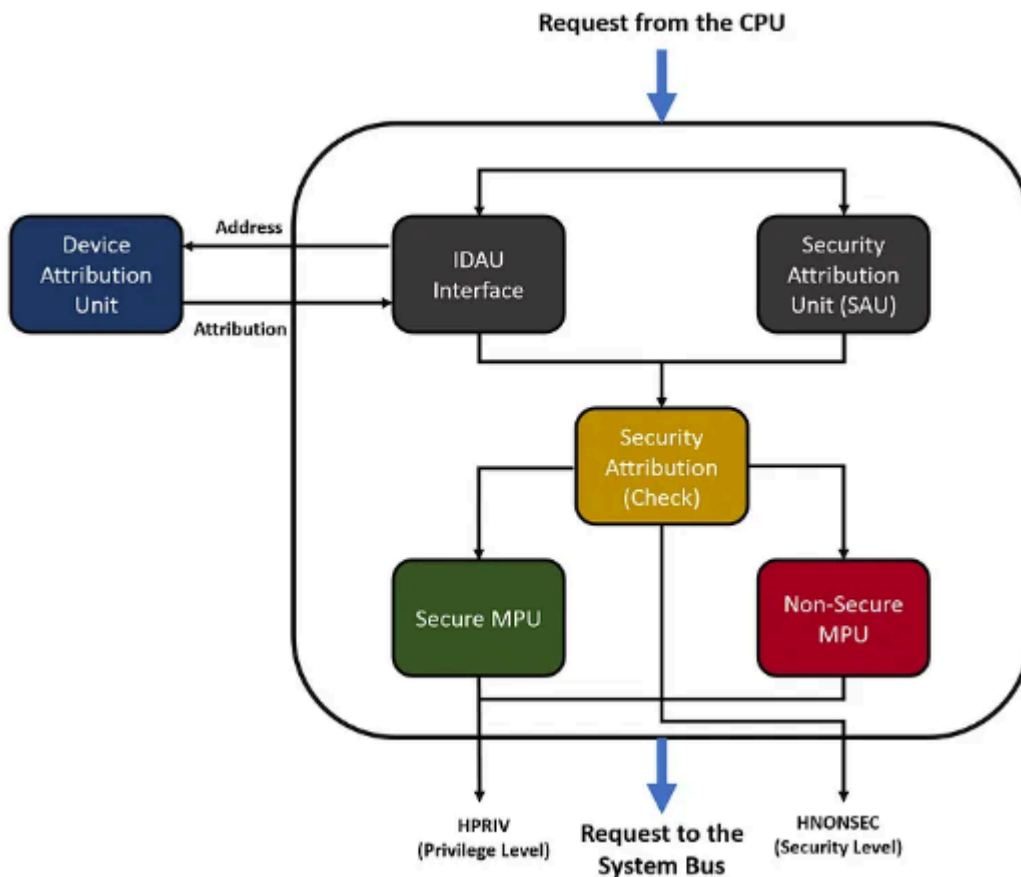 Request from the CPU
Address
Device
Attribution
Unit
Attribution
IDAU
Interface
Security
Attribution
Unit (SAU)
Security
Attribution
(Check)
Secure MPU
Non-Secure
MPU
HPRIV
(Privilege Level)
Request to the
System Bus
HNONSEC
(Security Level)